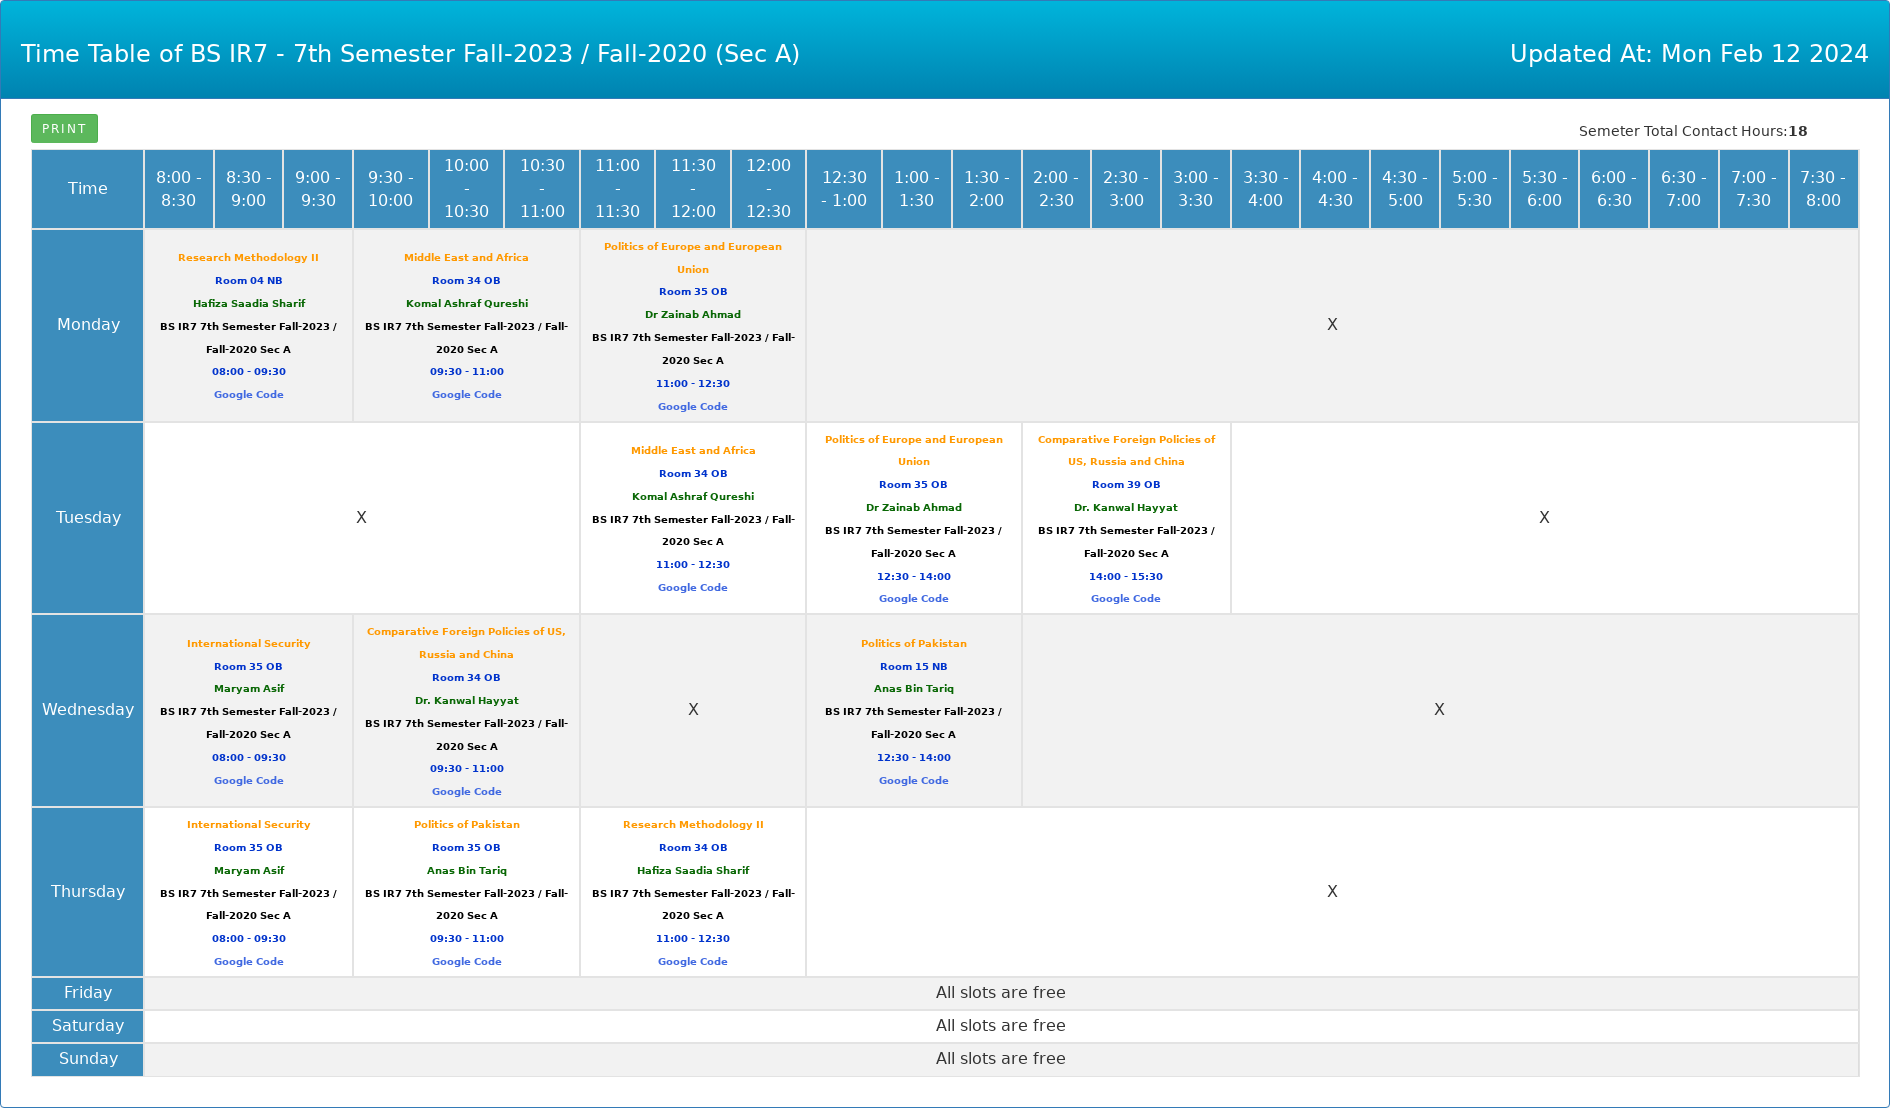 Time Table of BS IR7 - 7th Semester Fall-2023 / Fall-2020 (Sec A)
Updated At: Mon Feb 12 2024
PRINT
Semeter Total Contact Hours:18
Time
8:00 -
8:30
8:30 -
9:00
9:00 -
9:30
9:30 -
10:00
10:00
-
10:30
10:30
-
11:00
11:00
-
11:30
11:30
-
12:00
12:00
-
12:30
12:30
- 1:00
1:00 -
1:30
1:30 -
2:00
2:00 -
2:30
2:30 -
3:00
3:00 -
3:30
3:30 -
4:00
4:00 -
4:30
4:30 -
5:00
5:00 -
5:30
5:30 -
6:00
6:00 -
6:30
6:30 -
7:00
7:00 -
7:30
7:30 -
8:00
Monday
Research Methodology II
Room 04 NB
Hafiza Saadia Sharif
BS IR7 7th Semester Fall-2023 /
Fall-2020 Sec A
08:00 - 09:30
Google Code
Middle East and Africa
Room 34 OB
Komal Ashraf Qureshi
BS IR7 7th Semester Fall-2023 / Fall-
2020 Sec A
09:30 - 11:00
Google Code
Politics of Europe and European
Union
Room 35 OB
Dr Zainab Ahmad
BS IR7 7th Semester Fall-2023 / Fall-
2020 Sec A
11:00 - 12:30
Google Code
X
Tuesday
X
Middle East and Africa
Room 34 OB
Komal Ashraf Qureshi
BS IR7 7th Semester Fall-2023 / Fall-
2020 Sec A
11:00 - 12:30
Google Code
Politics of Europe and European
Union
Room 35 OB
Dr Zainab Ahmad
BS IR7 7th Semester Fall-2023 /
Fall-2020 Sec A
12:30 - 14:00
Google Code
Comparative Foreign Policies of
US, Russia and China
Room 39 OB
Dr. Kanwal Hayyat
BS IR7 7th Semester Fall-2023 /
Fall-2020 Sec A
14:00 - 15:30
Google Code
X
Wednesday
International Security
Room 35 OB
Maryam Asif
BS IR7 7th Semester Fall-2023 /
Fall-2020 Sec A
08:00 - 09:30
Google Code
Comparative Foreign Policies of US,
Russia and China
Room 34 OB
Dr. Kanwal Hayyat
BS IR7 7th Semester Fall-2023 / Fall-
2020 Sec A
09:30 - 11:00
Google Code
X
Politics of Pakistan
Room 15 NB
Anas Bin Tariq
BS IR7 7th Semester Fall-2023 /
Fall-2020 Sec A
12:30 - 14:00
Google Code
X
Thursday
International Security
Room 35 OB
Maryam Asif
BS IR7 7th Semester Fall-2023 /
Fall-2020 Sec A
08:00 - 09:30
Google Code
Politics of Pakistan
Room 35 OB
Anas Bin Tariq
BS IR7 7th Semester Fall-2023 / Fall-
2020 Sec A
09:30 - 11:00
Google Code
Research Methodology II
Room 34 OB
Hafiza Saadia Sharif
BS IR7 7th Semester Fall-2023 / Fall-
2020 Sec A
11:00 - 12:30
Google Code
X
Friday
All slots are free
Saturday
All slots are free
Sunday
All slots are free